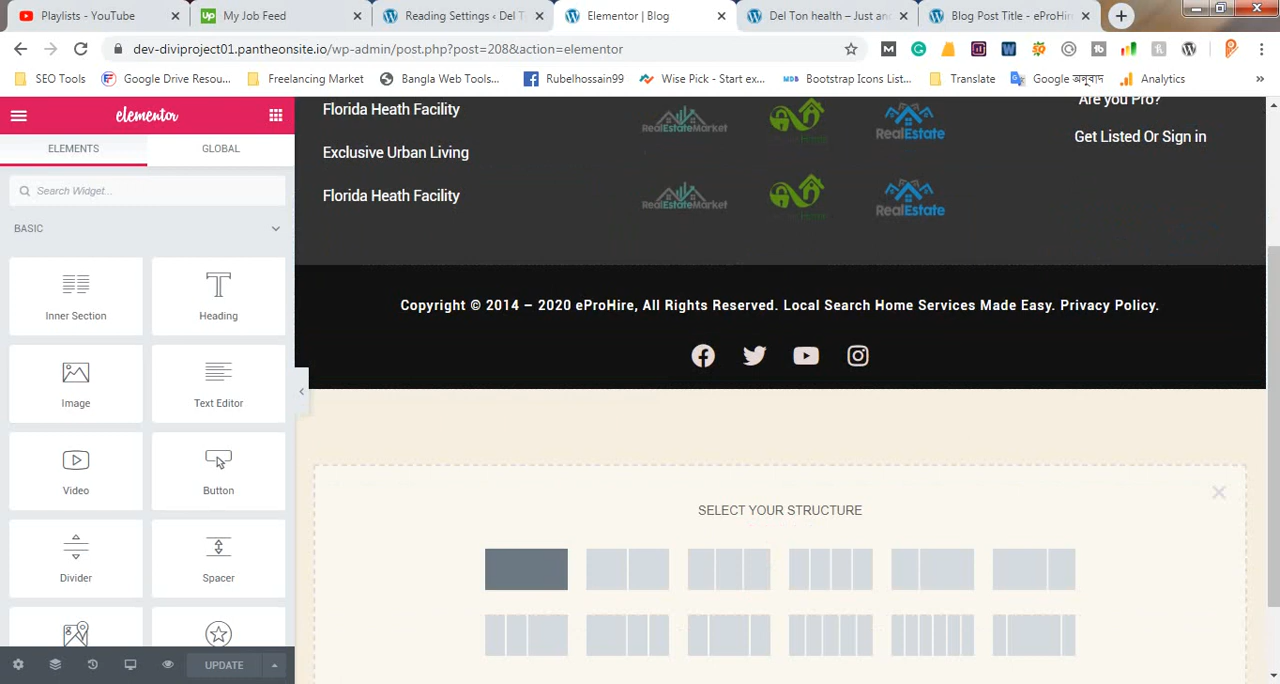 Playlists - YouTube
My Job Feed
Reading Settings ‹ Del T
Elementor | Blog
Del Ton health – Just an
Blog Post Title - eProHir
dev-diviproject01.pantheonsite.io/wp-admin/post.php?post=208&action=elementor
SEO Tools
Google Drive Resou...
Freelancing Market
Bangla Web Tools...
Rubelhossain99
Wise Pick - Start ex...
Bootstrap Icons List...
Translate
Google অনুবাদ
Analytics
elementor
ELEMENTS
GLOBAL
Search Widget...
BASIC
Inner Section
Heading
Image
Text Editor
Video
Button
Divider
Spacer
UPDATE
Florida Heath Facility
Exclusive Urban Living
Florida Heath Facility
RealEstateMarket
RealEstate
RealEstateMarket
RealEstate
Are you Pro?
Get Listed Or Sign in
Copyright © 2014 – 2020 eProHire, All Rights Reserved. Local Search Home Services Made Easy. Privacy Policy.
SELECT YOUR STRUCTURE